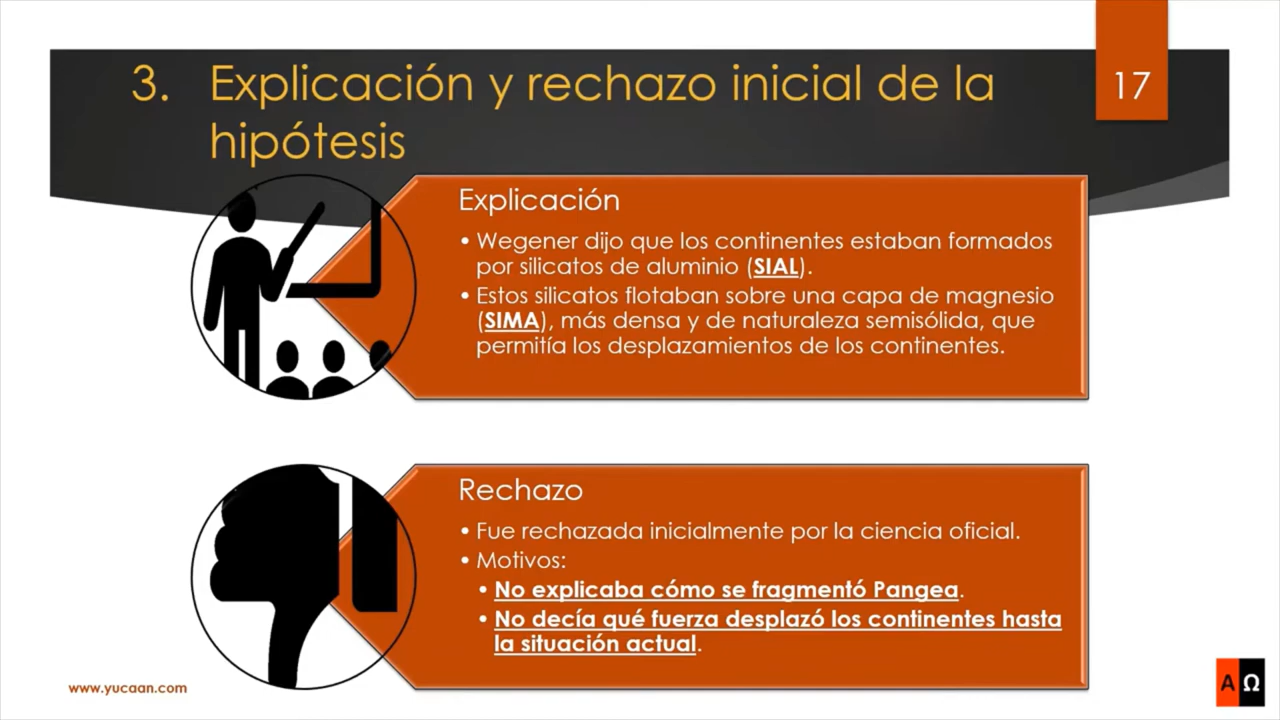 3. Explicación y rechazo inicial de la
hipótesis
17
Explicación
• Wegener dijo que los continentes estaban formados
por silicatos de aluminio (SIAL).
• Estos silicatos flotaban sobre una capa de magnesio
(SIMA), más densa y de naturaleza semisólida, que
permitía los desplazamientos de los continentes.
Rechazo
• Fue rechazada inicialmente por la ciencia oficial.
• Motivos:
• No explicaba cómo se fragmentó Pangea.
• No decía qué fuerza desplazó los continentes hasta
la situación actual.
www.yucaan.com
A Ω